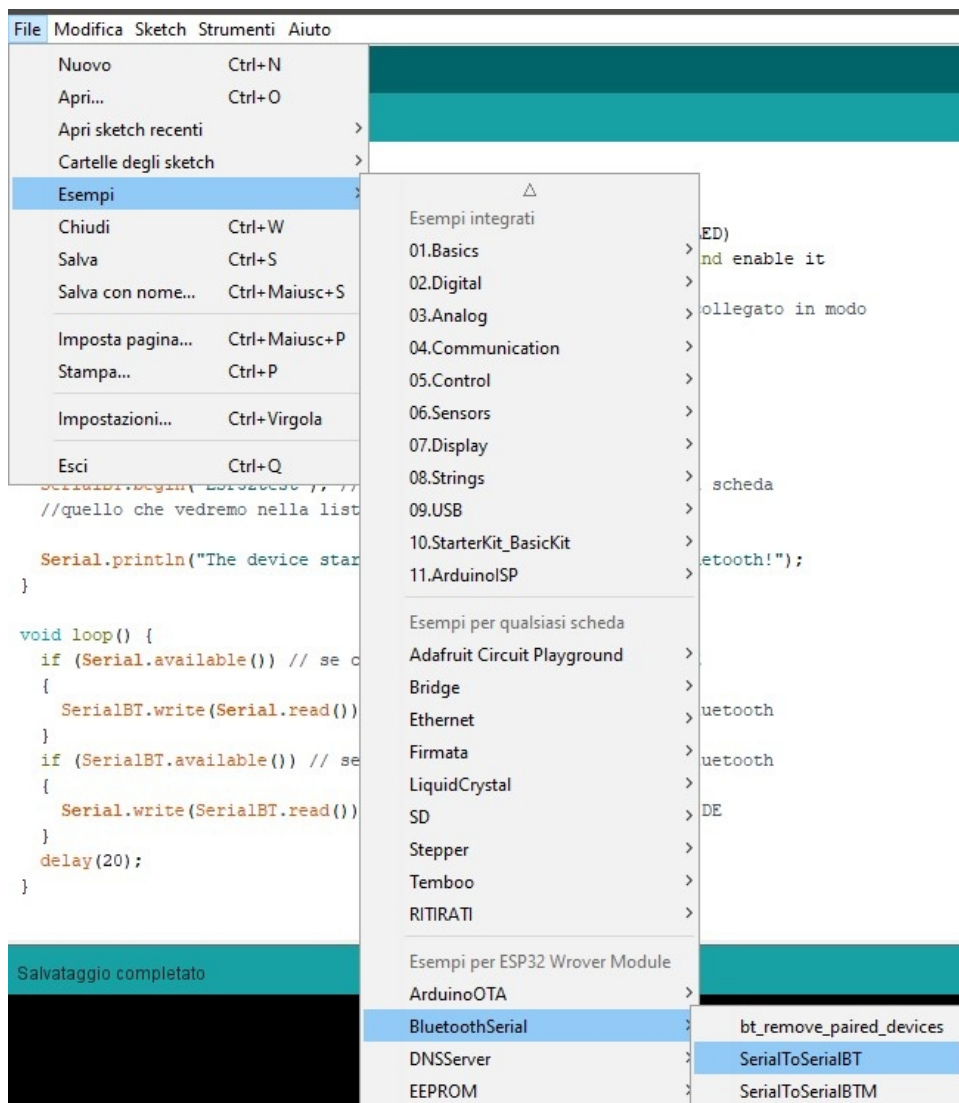 File Modifica Sketch Strumenti Aiuto
Nuovo Ctrl+N
Apri... Ctrl+O
Apri sketch recenti
Cartelle degli sketch
Esempi
Chiudi Ctrl+W
Salva Ctrl+S
Salva con nome... Ctrl+Maiusc+S
Imposta pagina... Ctrl+Maiusc+P
Stampa... Ctrl+P
Impostazioni... Ctrl+Virgola
Esci Ctrl+Q
Esempi integrati
01.Basics
02.Digital
03.Analog
04.Communication
05.Control
06.Sensors
07.Display
08.Strings
09.USB
10.StarterKit_BasicKit
11.ArduinoISP
Esempi per qualsiasi scheda
Adafruit Circuit Playground
Bridge
Ethernet
Firmata
LiquidCrystal
SD
Stepper
Temboo
RITIRATI
Esempi per ESP32 Wrover Module
ArduinoOTA
BluetoothSerial
DNSServer
EEPROM
bt_remove_paired_devices
SerialToSerialBT
SerialToSerialBTM
ED)
nd enable it
ollegato in modo
scheda
//quello che vedremo nella list
Serial.println("The device star etooth!");
}
void loop() {
if (Serial.available()) // se c
{
SerialBT.write(Serial.read()) uetooth
}
if (SerialBT.available()) // se uetooth
{
Serial.write(SerialBT.read()) DE
}
delay(20);
}
Salvataggio completato